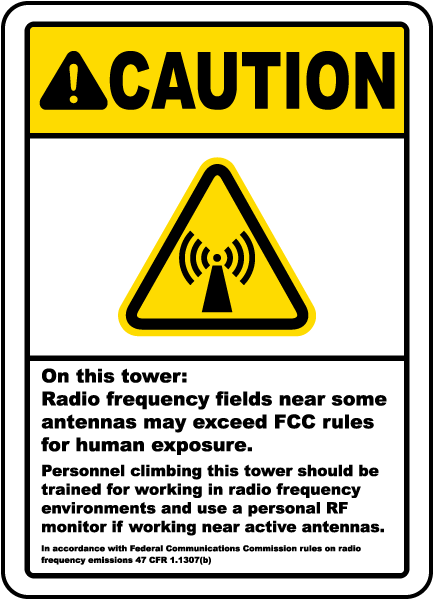 CAUTION
On this tower:
Radio frequency fields near some
antennas may exceed FCC rules
for human exposure.
Personnel climbing this tower should be
trained for working in radio frequency
environments and use a personal RF
monitor if working near active antennas.
In accordance with Federal Communications Commission rules on radio
frequency emissions 47 CFR 1.1307(b)